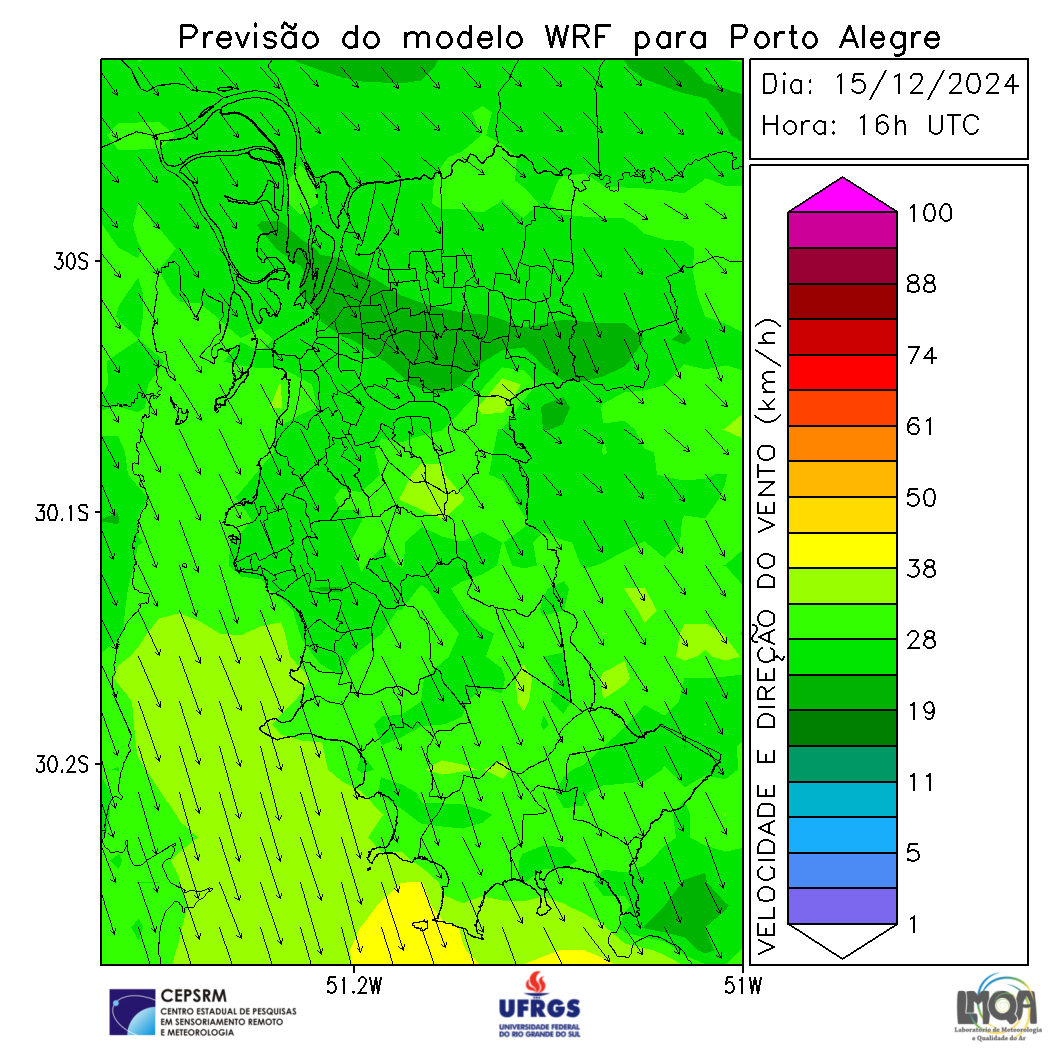 Previsão do modelo WRF para Porto Alegre
Dia: 15/12/2024
Hora: 16h UTC
30S
30.1S
30.2S
51.2W
51W
VELOCIDADE E DIREÇÃO DO VENTO (km/h)
100
88
74
61
50
38
28
19
11
5
1
CEPSRM
CENTRO ESTADUAL DE PESQUISAS
EM SENSORIAMENTO REMOTO
E METEOROLOGIA
UFRGS
UNIVERSIDADE FEDERAL
DO RIO GRANDE DO SUL
LMQA
Laboratório de Meteorologia
e Qualidade do Ar